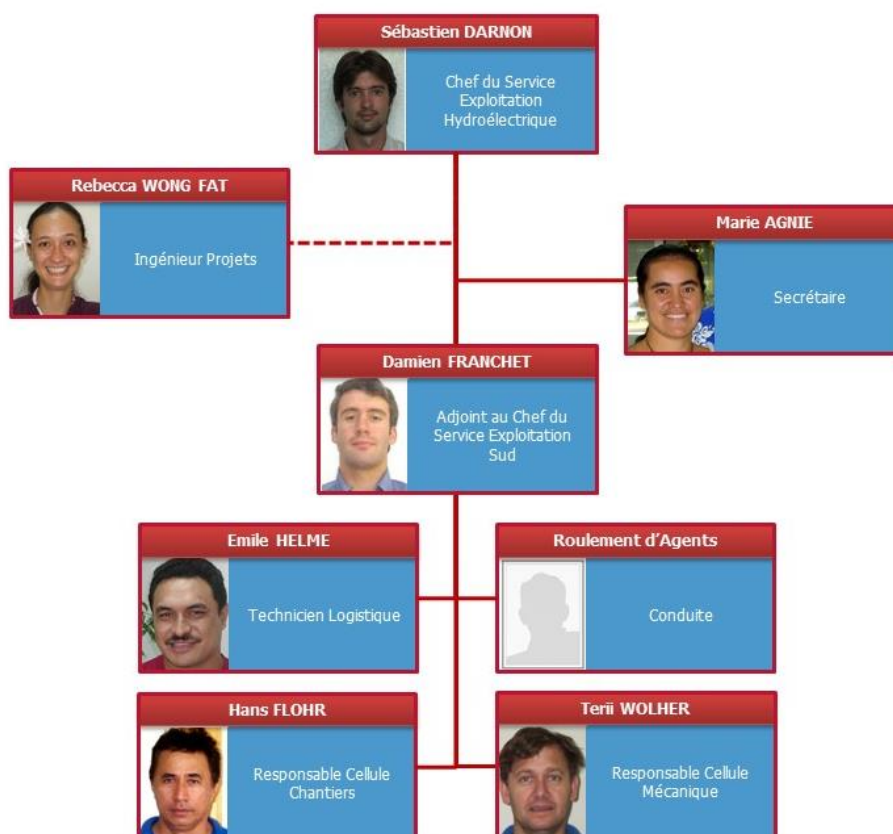 Sébastien DARNON
Chef du Service
Exploitation
Hydroélectrique
Rebecca WONG FAT
Ingénieur Projets
Marie AGNIE
Secrétaire
Damien FRANCHET
Adjoint au Chef du
Service Exploitation
Sud
Emile HELME
Technicien Logistique
Roulement d’Agents
Conduite
Hans FLOHR
Responsable Cellule
Chantiers
Terii WOLHER
Responsable Cellule
Mécanique